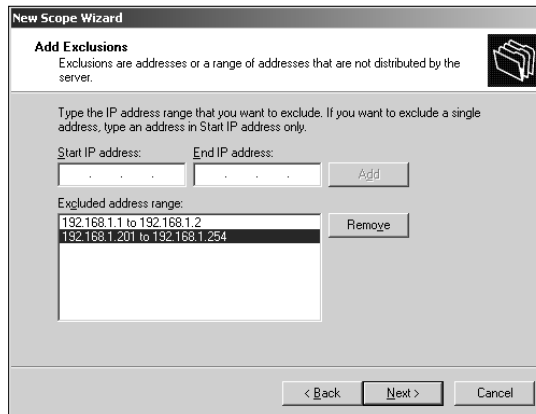 New Scope Wizard
Add Exclusions
Exclusions are addresses or a range of addresses that are not distributed by the
server.
Type the IP address range that you want to exclude. If you want to exclude a single
address, type an address in Start IP address only.
Start IP address: End IP address:
Add
Excluded address range:
192.168.1.1 to 192.168.1.2
192.168.1.201 to 192.168.1.254
Remove
< Back Next > Cancel